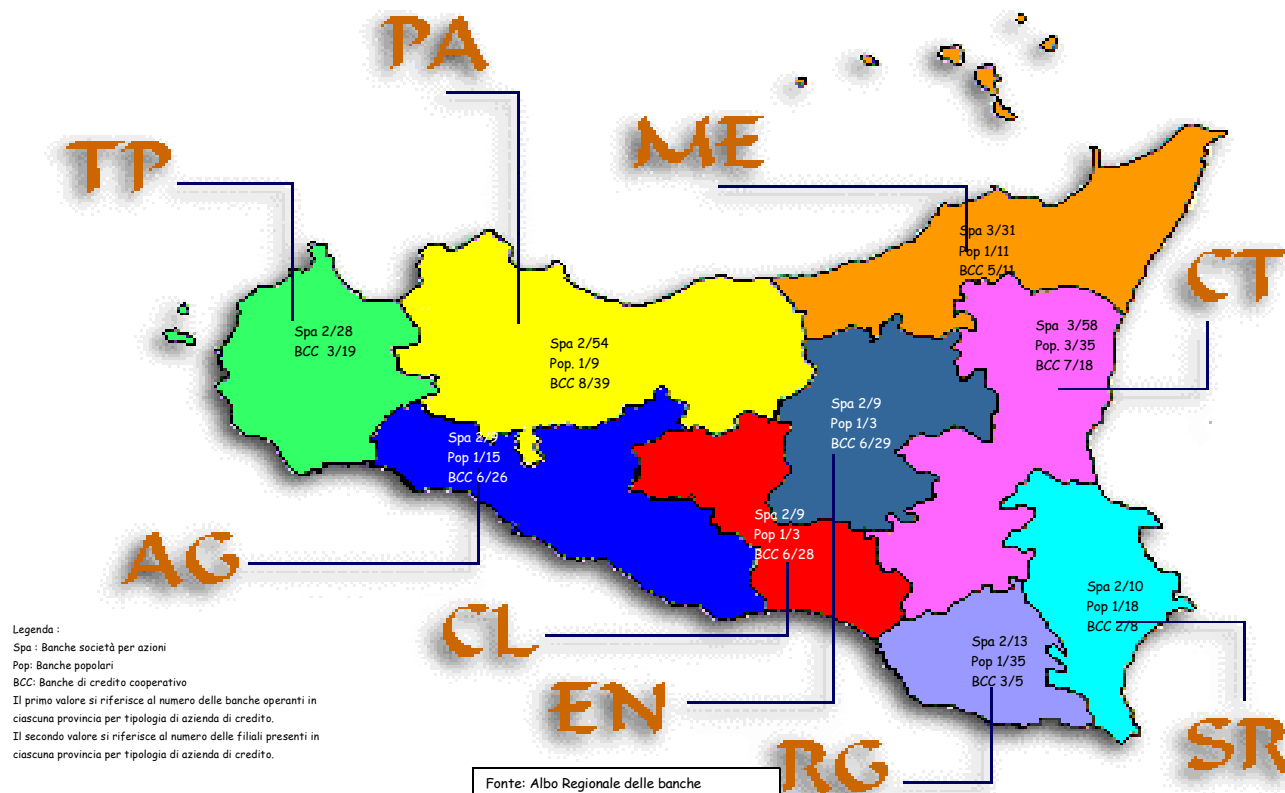 PA
ME
TP
CT
Spa 3/31
Pop 1/11
BCC 5/11
Spa 2/28
BCC 3/19
Spa 2/54
Pop. 1/9
BCC 8/39
Spa 3/58
Pop. 3/35
BCC 7/18
Spa 2/9
Pop 1/3
BCC 6/29
Spa 2/9
Pop 1/15
BCC 6/26
Spa 2/9
Pop 1/3
BCC 6/28
Spa 2/10
Pop 1/18
BCC 2/8
Spa 2/13
Pop 1/35
BCC 3/5
AG
CL
EN
RG
SR
Legenda :
Spa : Banche società per azioni
Pop: Banche popolari
BCC: Banche di credito cooperativo
Il primo valore si riferisce al numero delle banche operanti in
ciascuna provincia per tipologia di azienda di credito.
Il secondo valore si riferisce al numero delle filiali presenti in
ciascuna provincia per tipologia di azienda di credito.
Fonte: Albo Regionale delle banche